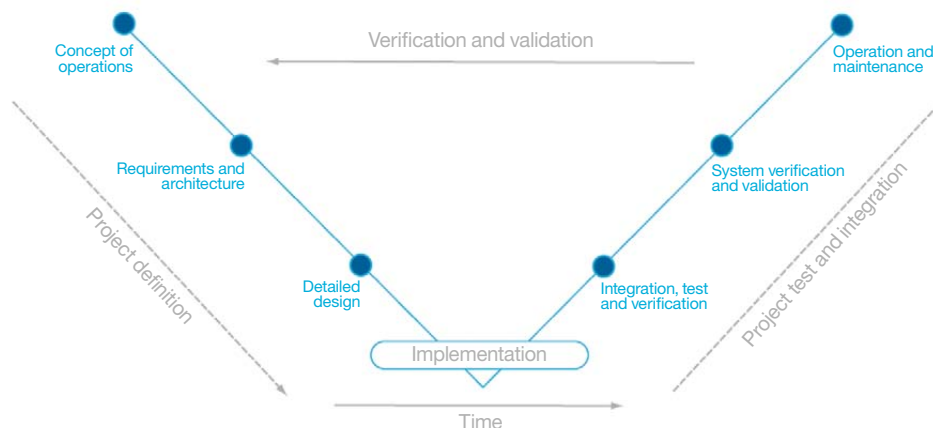 Concept of
operations
Verification and validation
Operation and
maintenance
Requirements and
architecture
System verification
and validation
Project definition
Project test and integration
Detailed
design
Integration, test
and verification
Implementation
Time